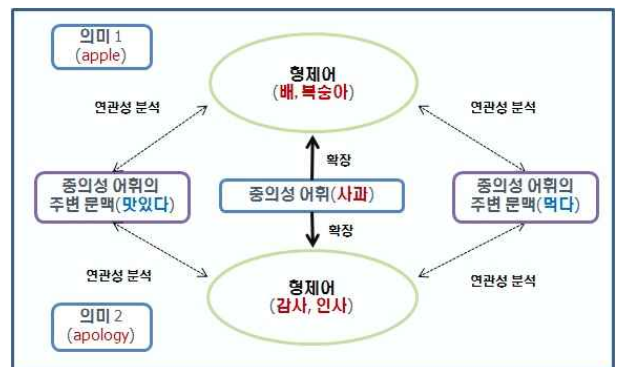 의미 1
(apple)
형제어
(배, 복숭아)
연관성 분석
연관성 분석
확장
중의성 어휘의
주변 문맥(맛있다)
중의성 어휘(사과)
중의성 어휘의
주변 문맥(먹다)
확장
연관성 분석
연관성 분석
형제어
(감사, 인사)
의미 2
(apology)